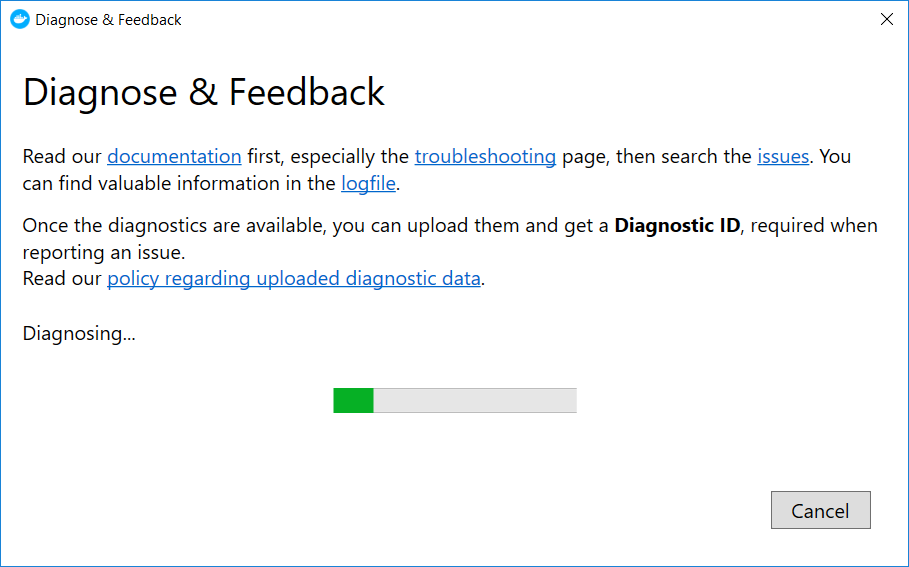 Diagnose & Feedback
Diagnose & Feedback
Read our documentation first, especially the troubleshooting page, then search the issues. You
can find valuable information in the logfile.
Once the diagnostics are available, you can upload them and get a Diagnostic ID, required when
reporting an issue.
Read our policy regarding uploaded diagnostic data.
Diagnosing...
Cancel